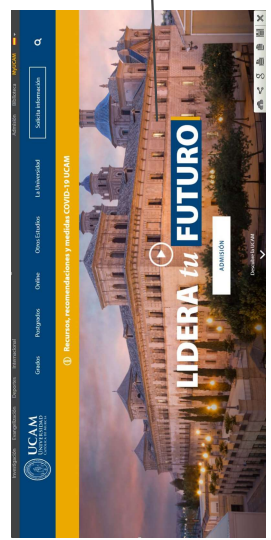 Investigación Evangelización Deportes Internacional
Admisión Biblioteca MyUCAM
UCAM
UNIVERSIDAD
CATÓLICA DE MURCIA
Grados Postgrados Online Otros Estudios La Universidad Solicita información
Recursos, recomendaciones y medidas COVID-19 UCAM
LIDERA tu FUTURO
ADMISIÓN
Descubre la UCAM